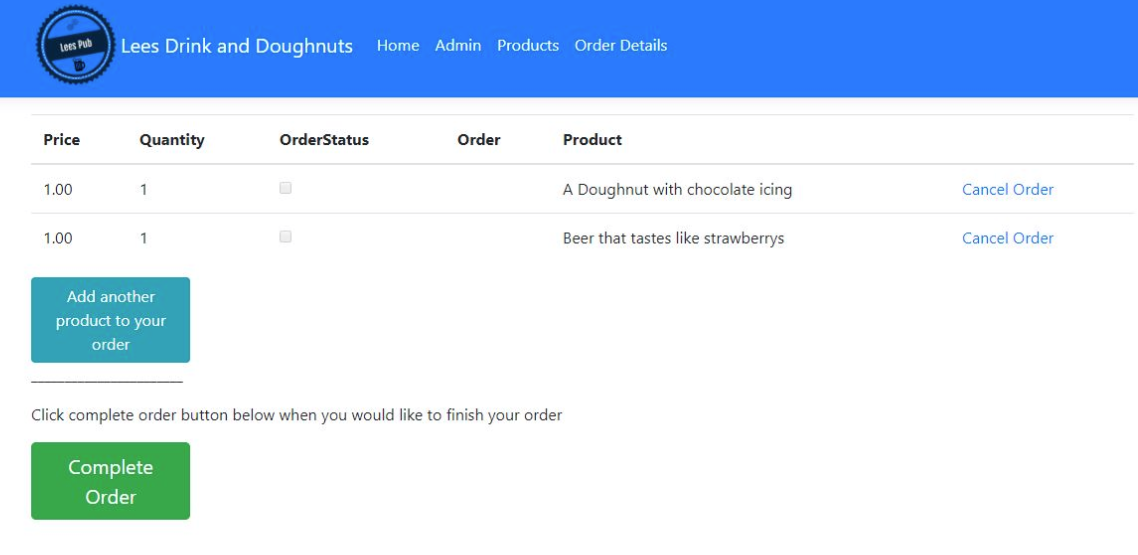 Lees Pub
Lees Drink and Doughnuts Home Admin Products Order Details
Price Quantity OrderStatus Order Product
1.00 1 A Doughnut with chocolate icing Cancel Order
1.00 1 Beer that tastes like strawberrys Cancel Order
Add another
product to your
order
Click complete order button below when you would like to finish your order
Complete
Order